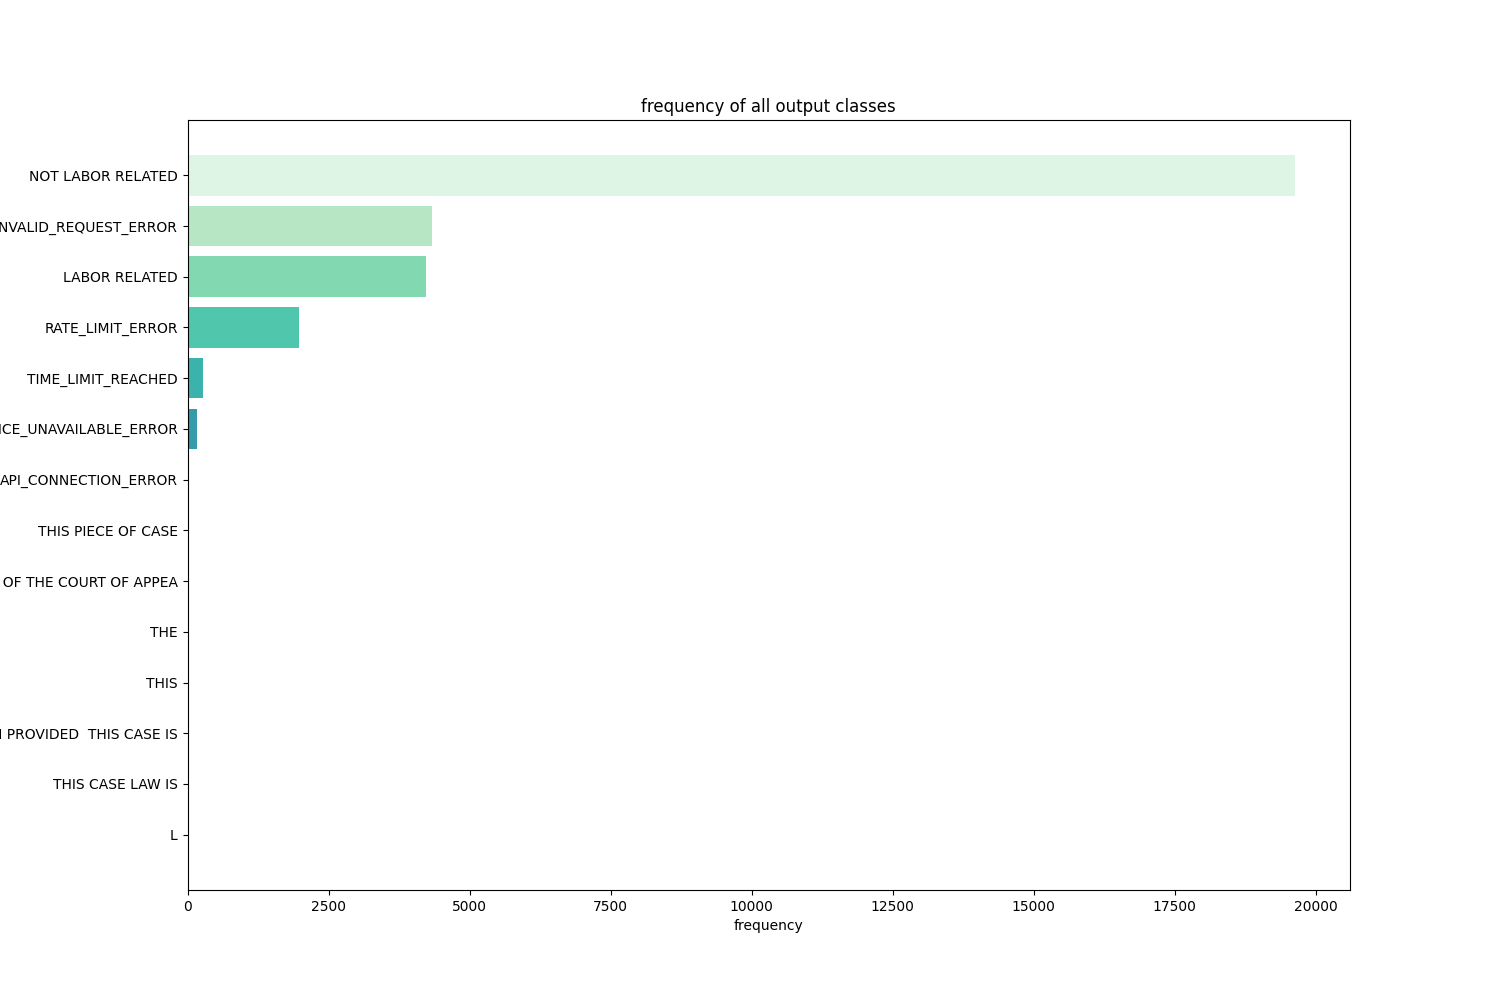 frequency of all output classes
NOT LABOR RELATED
NVALID_REQUEST_ERROR
LABOR RELATED
RATE_LIMIT_ERROR
TIME_LIMIT_REACHED
ICE_UNAVAILABLE_ERROR
API_CONNECTION_ERROR
THIS PIECE OF CASE
OF THE COURT OF APPEA
THE
THIS
PROVIDED  THIS CASE IS
THIS CASE LAW IS
L
0 2500 5000 7500 10000 12500 15000 17500 20000
frequency